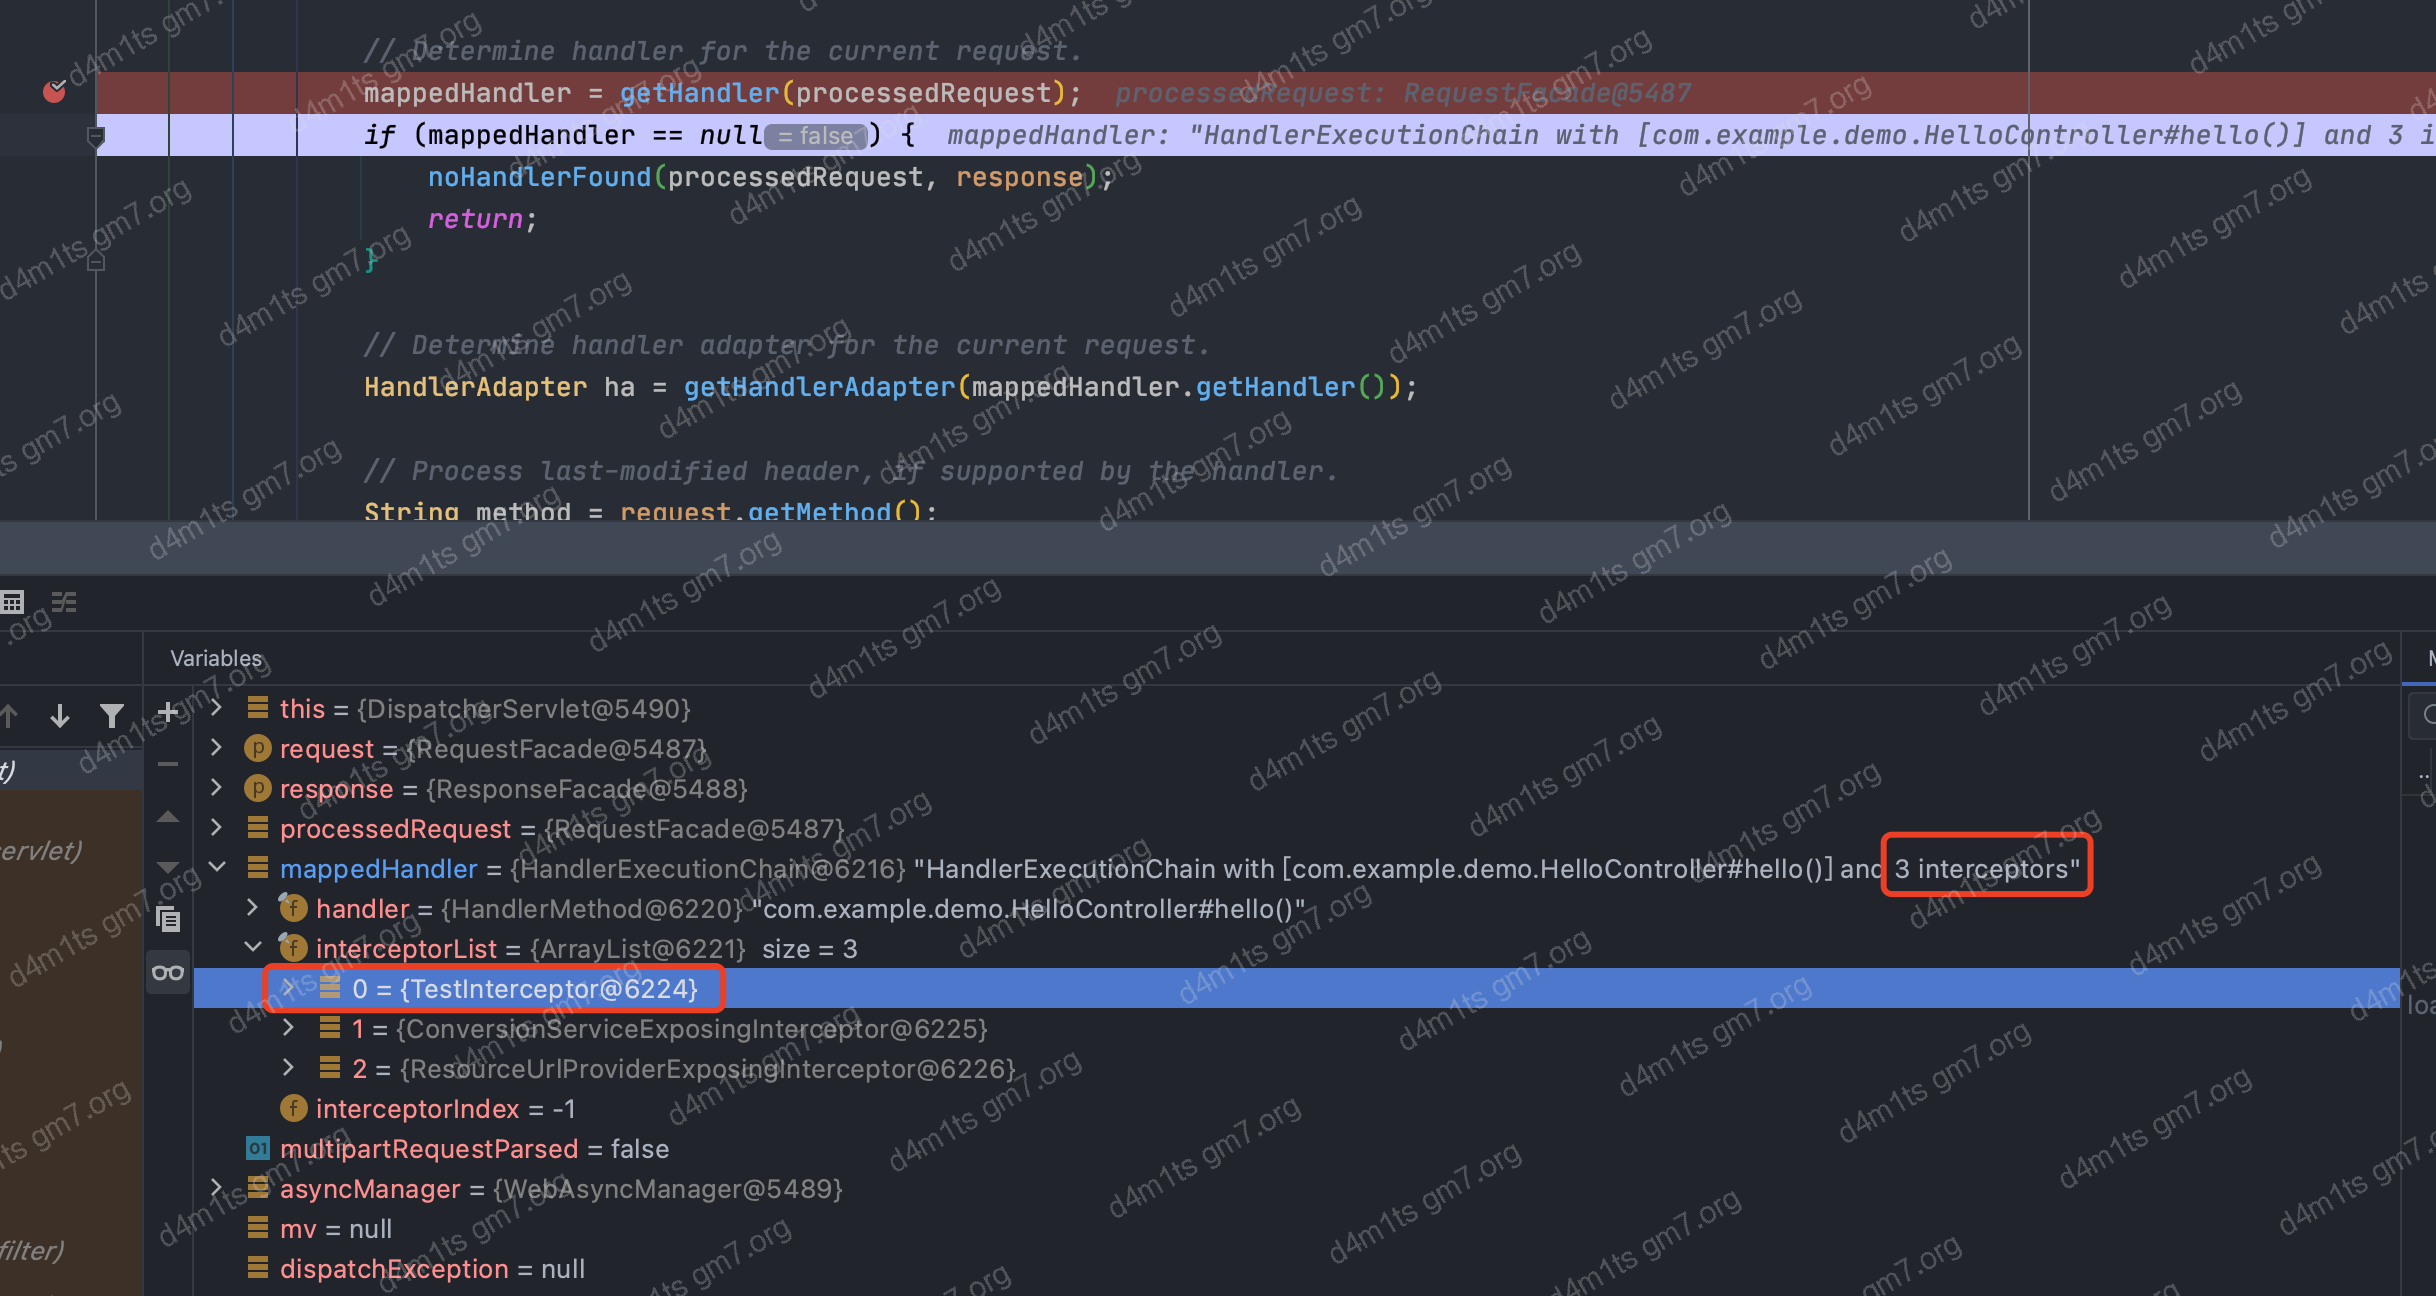 // Determine handler for the current request.
mappedHandler = getHandler(processedRequest); processedRequest: RequestFacade@5487
if (mappedHandler == null = false ) { mappedHandler: "HandlerExecutionChain with [com.example.demo.HelloController#hello()] and 3 i
noHandlerFound(processedRequest, response);
return;
}
// Determine handler adapter for the current request.
HandlerAdapter ha = getHandlerAdapter(mappedHandler.getHandler());
// Process last-modified header, if supported by the handler.
String method = request.getMethod();
Variables
this = {DispatcherServlet@5490}
request = {RequestFacade@5487}
response = {ResponseFacade@5488}
processedRequest = {RequestFacade@5487}
mappedHandler = {HandlerExecutionChain@6216} "HandlerExecutionChain with [com.example.demo.HelloController#hello()] and 3 interceptors"
handler = {HandlerMethod@6220} "com.example.demo.HelloController#hello()"
interceptorList = {ArrayList@6221} size = 3
0 = {TestInterceptor@6224}
1 = {ConversionServiceExposingInterceptor@6225}
2 = {ResourceUrlProviderExposingInterceptor@6226}
interceptorIndex = -1
multipartRequestParsed = false
asyncManager = {WebAsyncManager@5489}
mv = null
dispatchException = null
t)
ervlet)
)
filter)
loa
d4m1ts gm7.org